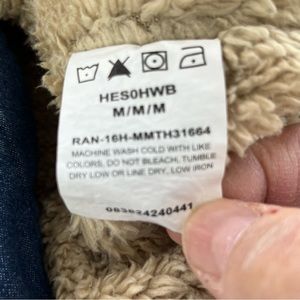 HES0HWB
M/M/M
RAN-16H-MMTH31664
MACHINE WASH COLD WITH LIKE
COLORS, DO NOT BLEACH, TUMBLE
DRY LOW OR LINE DRY, LOW IRON
083824240441